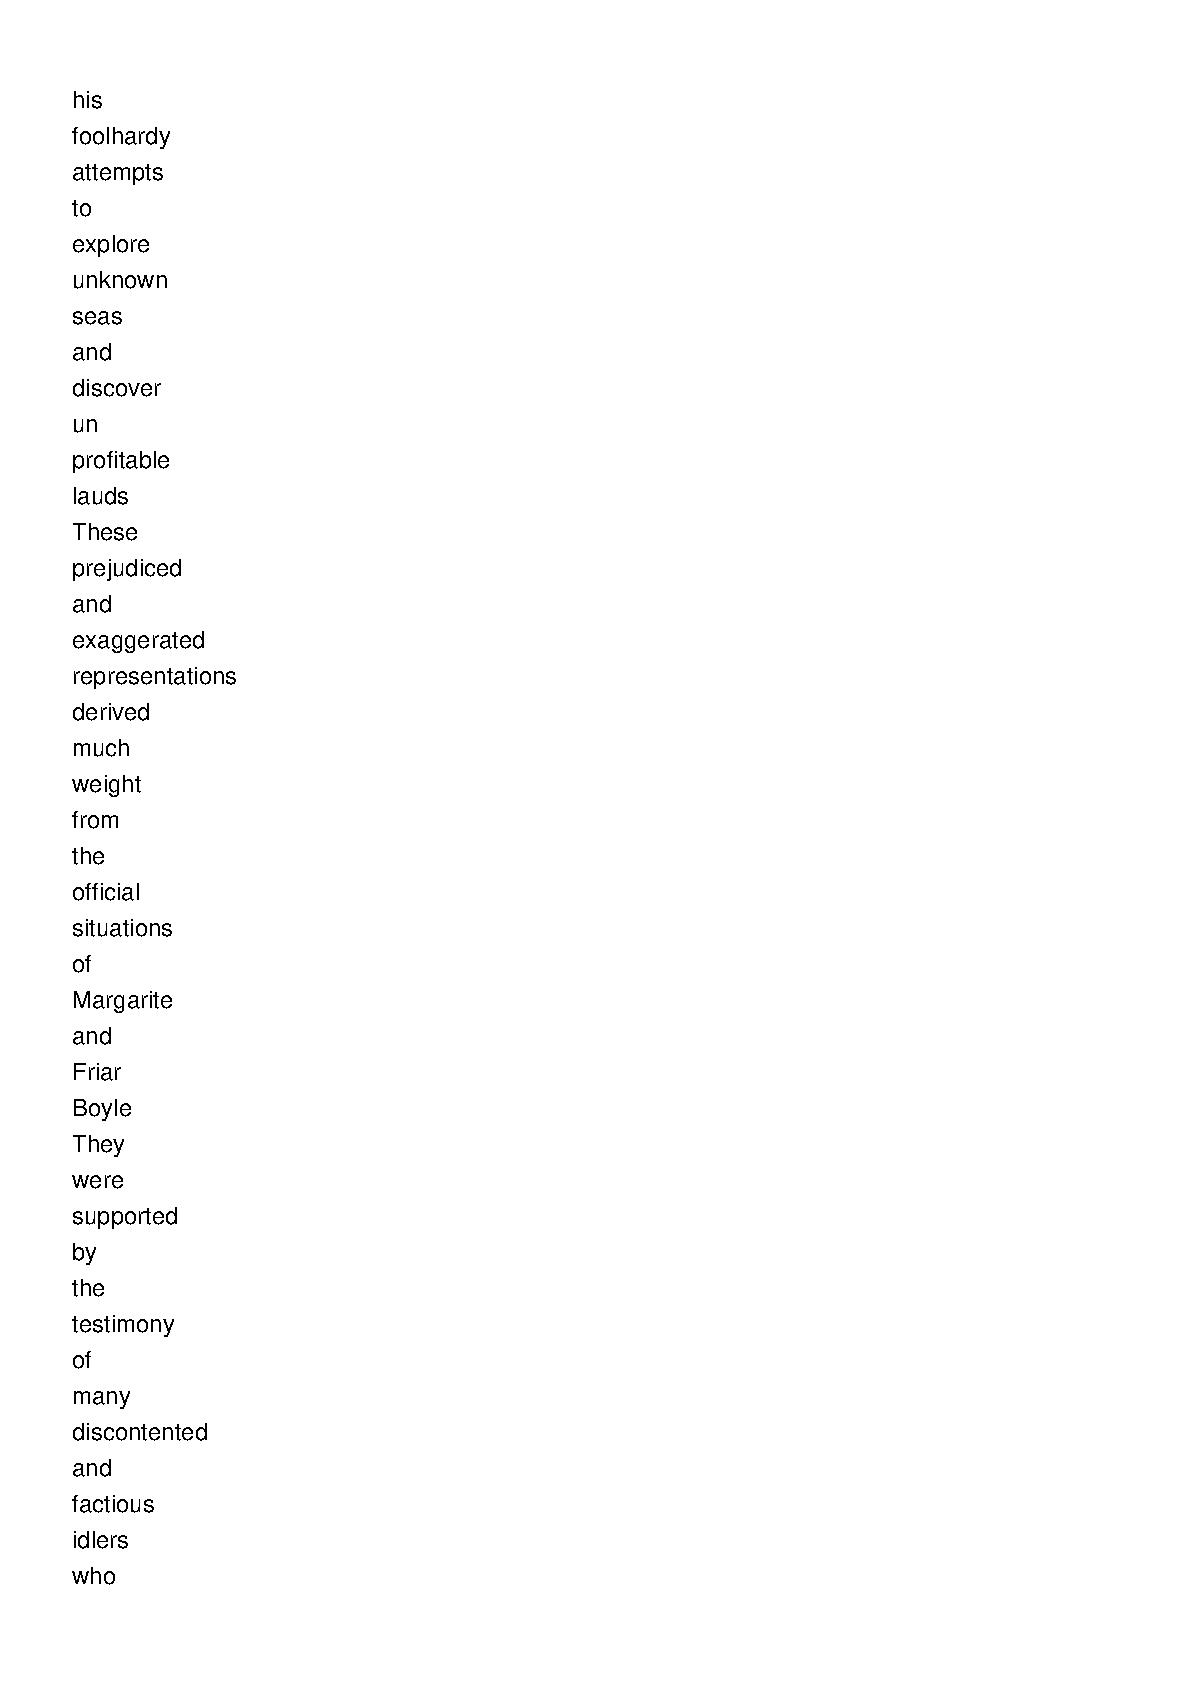 his
foolhardy
attempts
to
explore
unknown
seas
and
discover
un
profitable
lauds
These
prejudiced
and
exaggerated
representations
derived
much
weight
from
the
official
situations
of
Margarite
and
Friar
Boyle
They
were
supported
by
the
testimony
of
many
discontented
and
factious
idlers
who